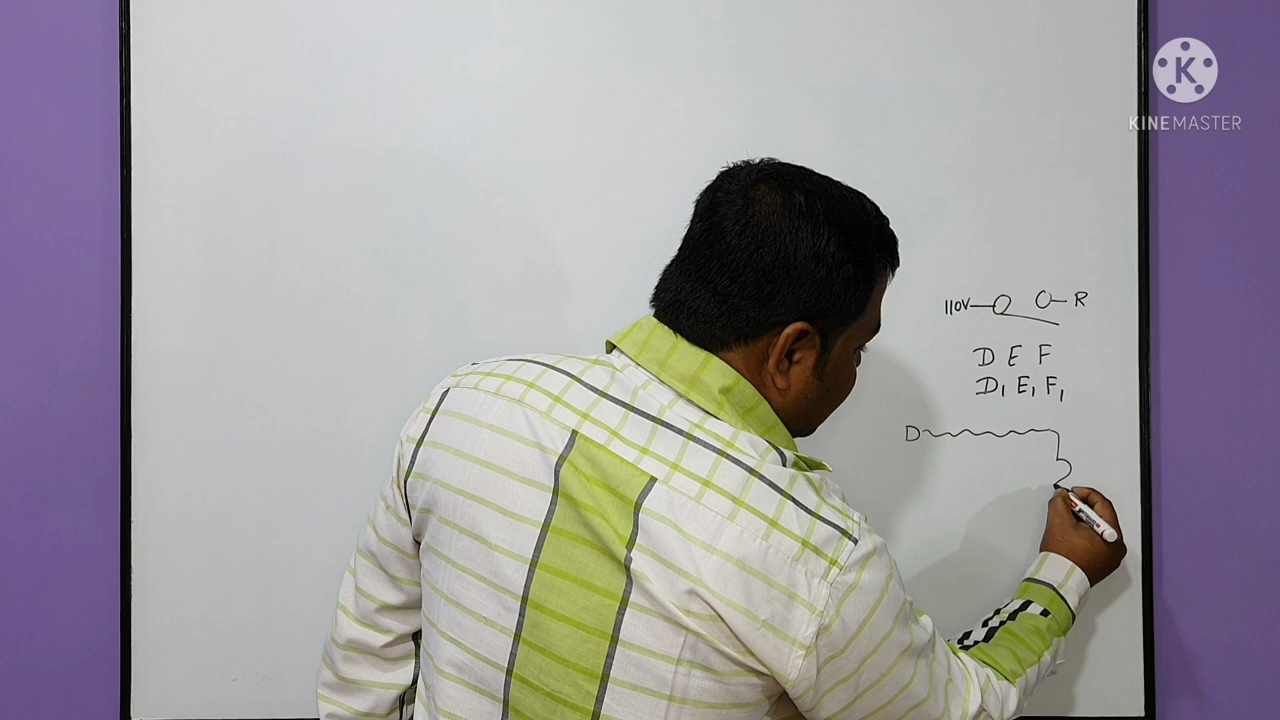 K
KINEMASTER
110V R
D E F
D₁ E₁ F₁
D